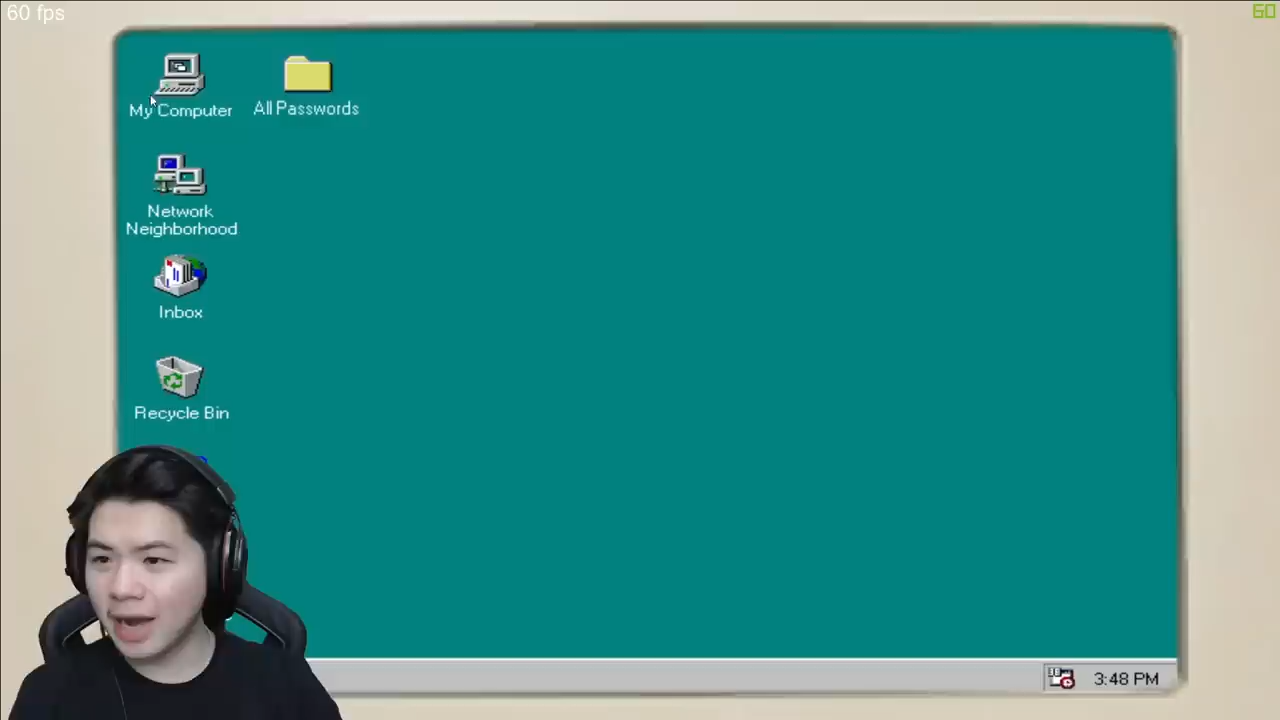 60 fps
60
My Computer
All Passwords
Network
Neighborhood
Inbox
Recycle Bin
3:48 PM